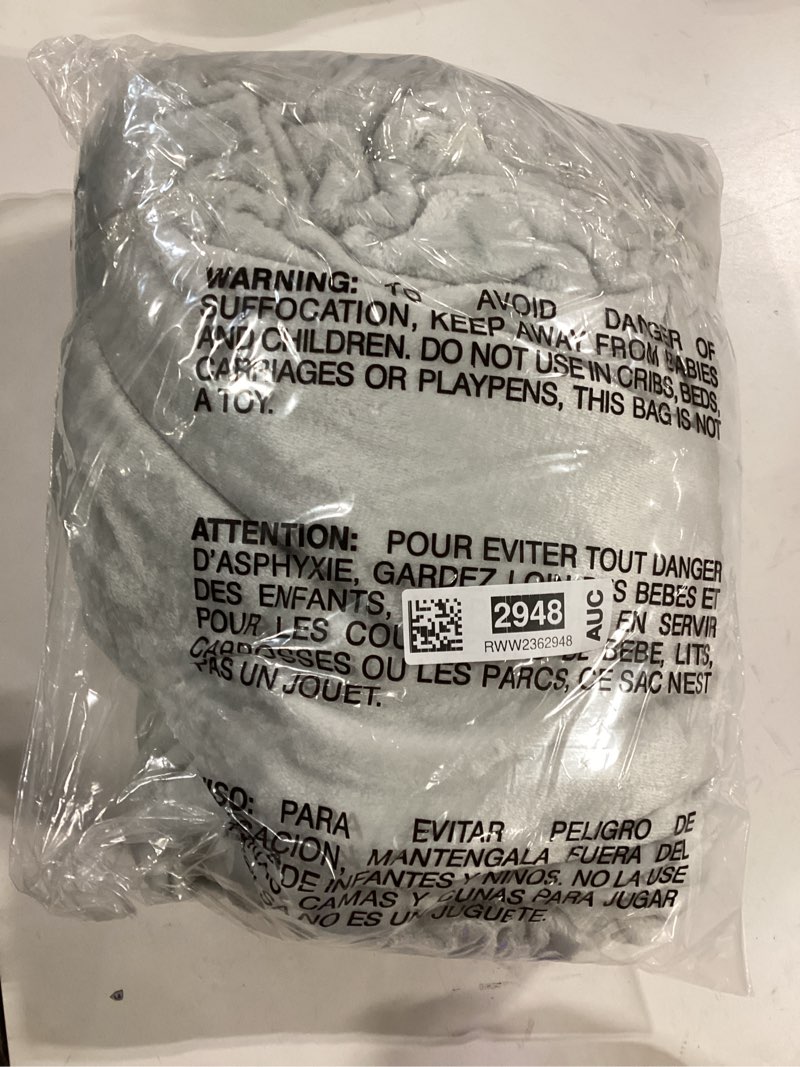 WARNING: TO AVOID DANGER OF
SUFFOCATION, KEEP AWAY FROM BABIES
AND CHILDREN. DO NOT USE IN CRIBS, BEDS,
CARRIAGES OR PLAYPENS, THIS BAG IS NOT
A TOY.
ATTENTION: POUR EVITER TOUT DANGER
D'ASPHYXIE, GARDEZ LOIN BEBES ET
DES ENFANTS, EN SERVIR
POUR LES BEBE, LITS,
CARROSSES OU LES PARCS, CE SAC NEST
PAS UN JOUET.
2948
RWW2362948
AUC
PARA EVITAR PELIGRO DE
MANTENGALA FUERA DEL
DE INFANTES Y NINOS. NO LA USE
CAMAS Y CUNAS PARA JUGAR
NO ES UN JUGUETE.